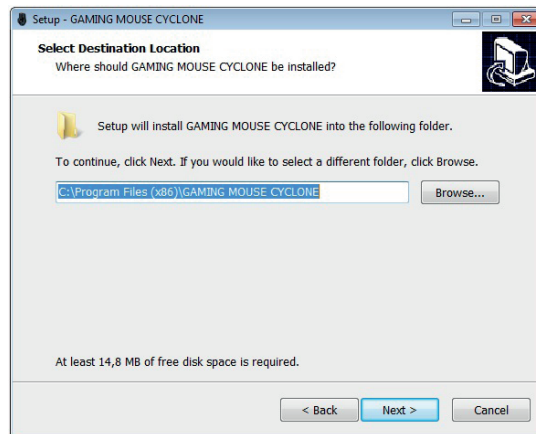 Setup - GAMING MOUSE CYCLONE
Select Destination Location
Where should GAMING MOUSE CYCLONE be installed?
Setup will install GAMING MOUSE CYCLONE into the following folder.
To continue, click Next. If you would like to select a different folder, click Browse.
C:\Program Files (x86)\GAMING MOUSE CYCLONE
Browse...
At least 14,8 MB of free disk space is required.
< Back Next > Cancel